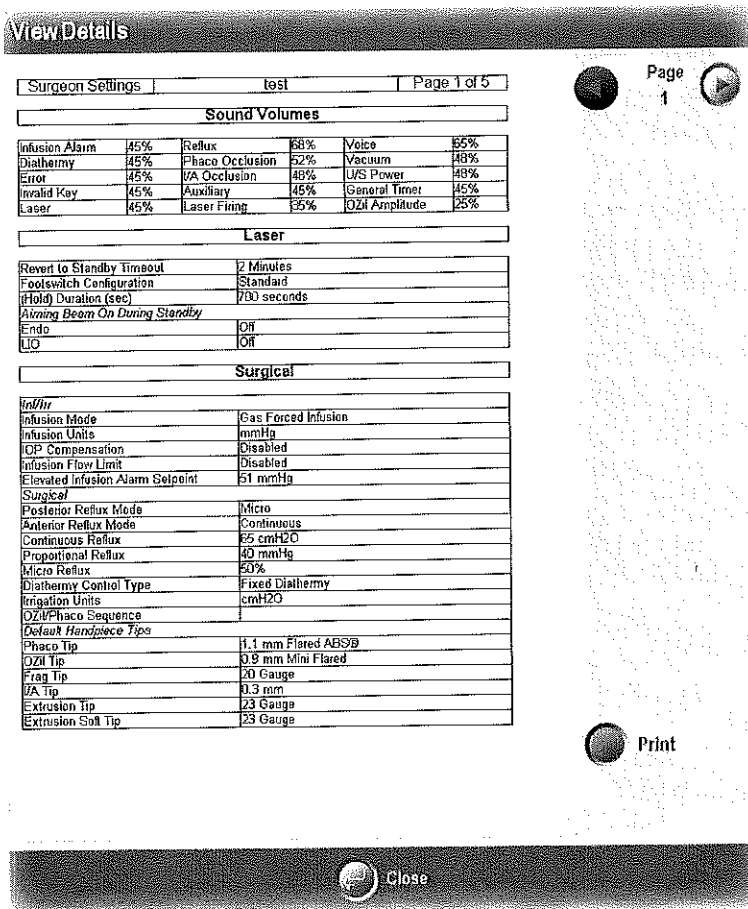 View Details
Surgeon Settings test Page 1 of 5
Page
1
Sound Volumes
Infusion Alarm 45% Reflux 68% Voice 65%
Diathermy 45% Phaco Occlusion 52% Vacuum 48%
Error 45% I/A Occlusion 48% U/S Power 48%
Invalid Key 45% Auxiliary 45% General Timer 45%
Laser 45% Laser Firing 35% OZil Amplitude 25%
Laser
Revert to Standby Timeout 2 Minutes
Footswitch Configuration Standard
(Hold) Duration (sec) 700 seconds
Aiming Beam On During Standby
Endo Off
LIO Off
Surgical
Inf/Irr
Infusion Mode Gas Forced Infusion
Infusion Units mmHg
IOP Compensation Disabled
Infusion Flow Limit Disabled
Elevated Infusion Alarm Setpoint 51 mmHg
Surgical
Posterior Reflux Mode Micro
Anterior Reflux Mode Continuous
Continuous Reflux 65 cmH2O
Proportional Reflux 40 mmHg
Micro Reflux 50%
Diathermy Control Type Fixed Diathermy
Irrigation Units cmH2O
OZil/Phaco Sequence
Default Handpiece Tips
Phaco Tip 1.1 mm Flared ABS®
OZil Tip 0.9 mm Mini Flared
Frag Tip 20 Gauge
I/A Tip 0.3 mm
Extrusion Tip 23 Gauge
Extrusion Soft Tip 23 Gauge
Print
Close